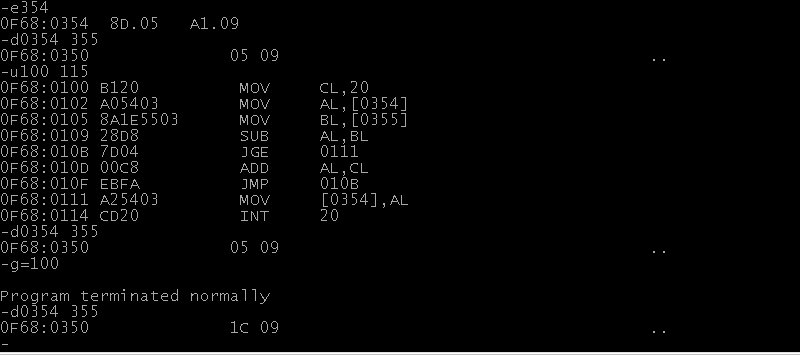 -e354
0F68:0354  8D.05   A1.09
-d0354 355
0F68:0350              05 09                                         ..
-u100 115
0F68:0100 B120          MOV     CL,20
0F68:0102 A05403        MOV     AL,[0354]
0F68:0105 8A1E5503      MOV     BL,[0355]
0F68:0109 28D8          SUB     AL,BL
0F68:010B 7D04          JGE     0111
0F68:010D 00C8          ADD     AL,CL
0F68:010F EBFA          JMP     010B
0F68:0111 A25403        MOV     [0354],AL
0F68:0114 CD20          INT     20
-d0354 355
0F68:0350              05 09                                         ..
-g=100
Program terminated normally
-d0354 355
0F68:0350              1C 09                                         ..
-